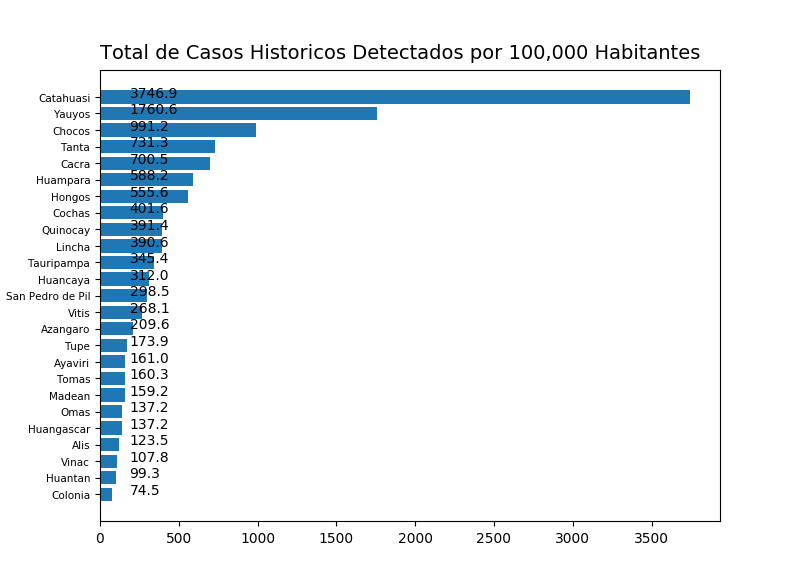 Total de Casos Historicos Detectados por 100,000 Habitantes
Catahuasi 3746.9
Yauyos 1760.6
Chocos 991.2
Tanta 731.3
Cacra 700.5
Huampara 588.2
Hongos 555.6
Cochas 401.6
Quinocay 391.4
Lincha 390.6
Tauripampa 345.4
Huancaya 312.0
San Pedro de Pil 298.5
Vitis 268.1
Azangaro 209.6
Tupe 173.9
Ayaviri 161.0
Tomas 160.3
Madean 159.2
Omas 137.2
Huangascar 137.2
Alis 123.5
Vinac 107.8
Huantan 99.3
Colonia 74.5
0 500 1000 1500 2000 2500 3000 3500